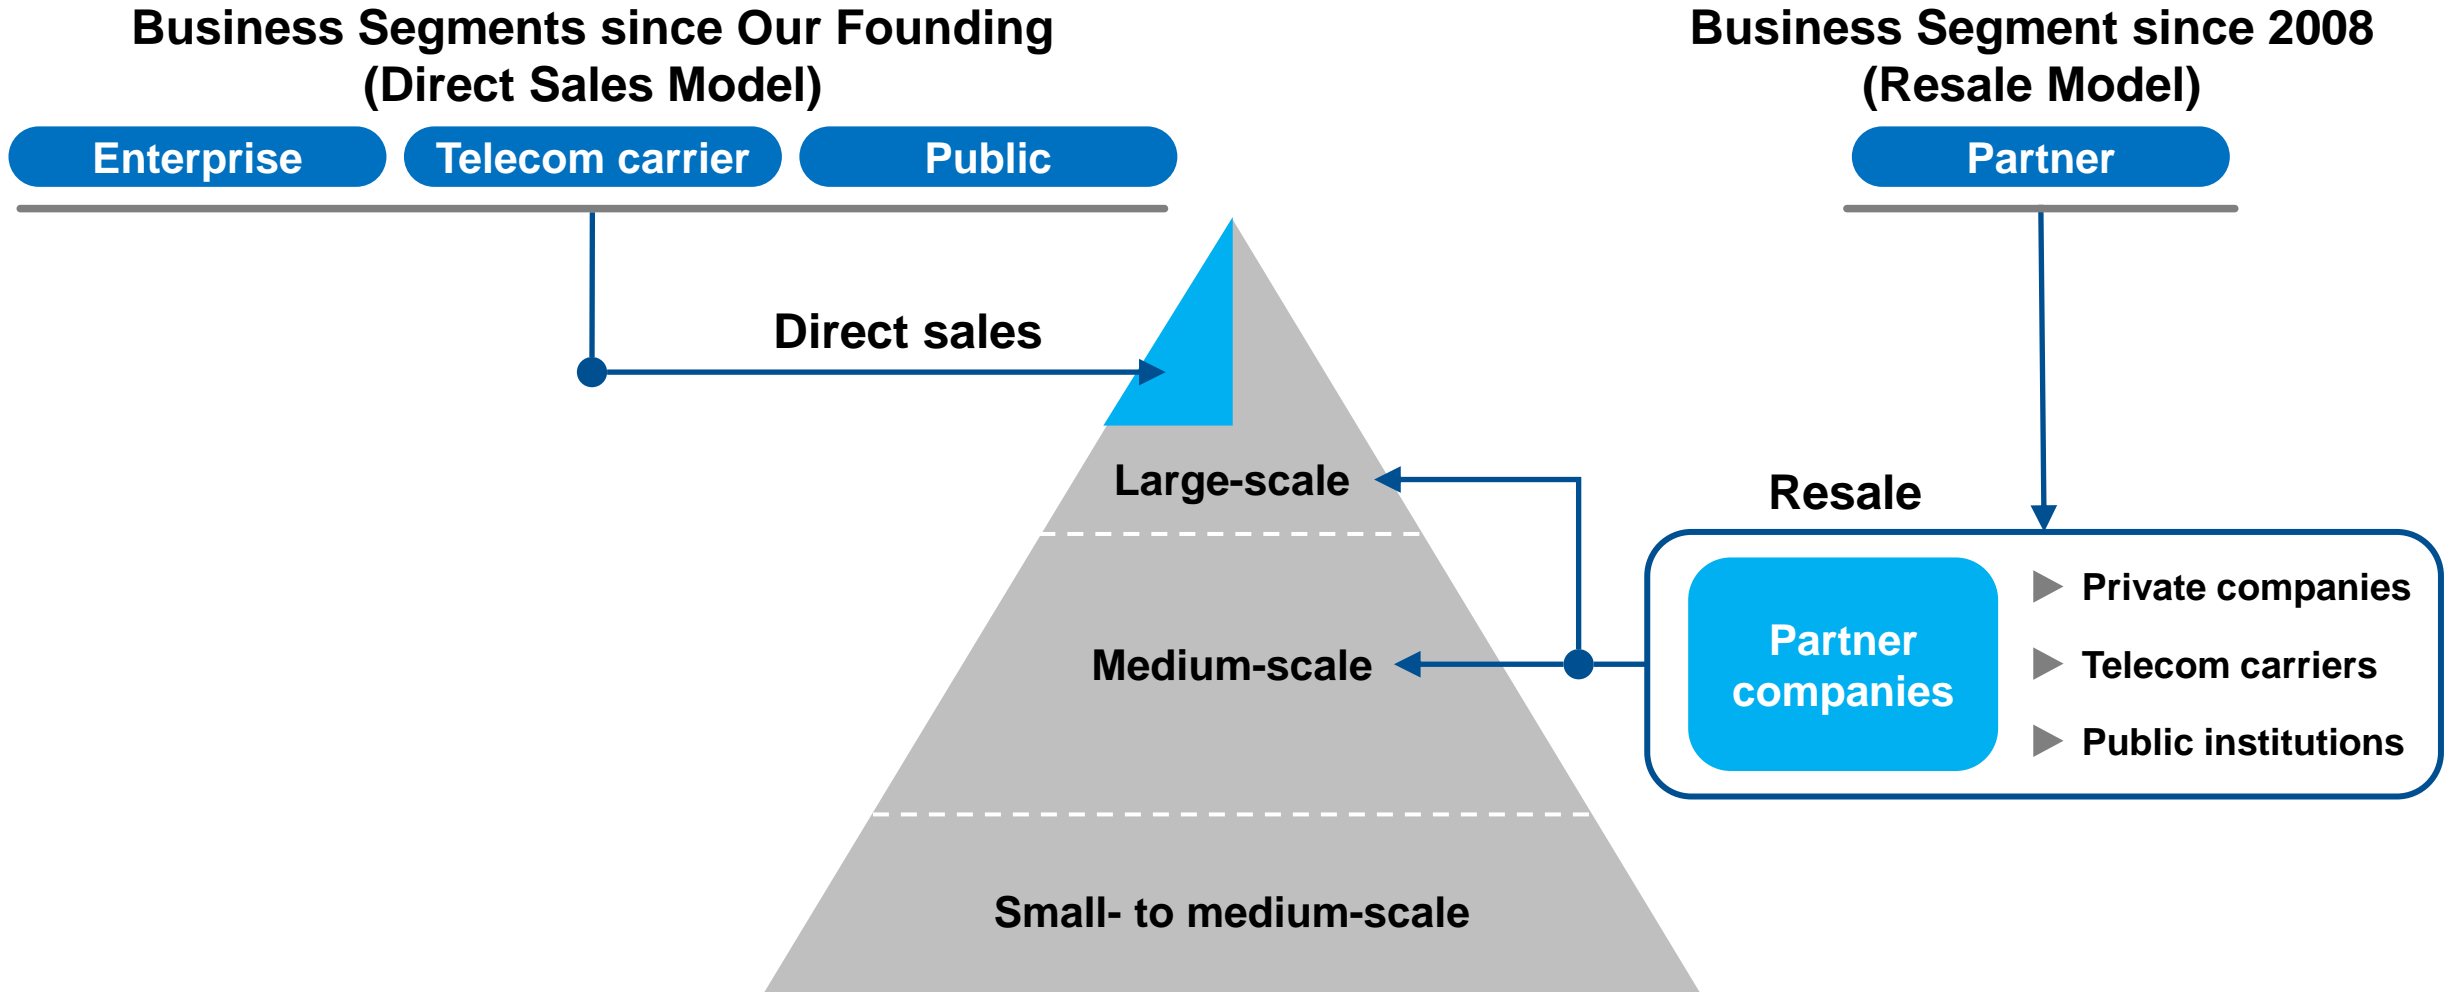 Business Segments since Our Founding
(Direct Sales Model)
Enterprise
Telecom carrier
Public
Business Segment since 2008
(Resale Model)
Partner
Direct sales
Large-scale
Medium-scale
Small- to medium-scale
Resale
Partner
companies
Private companies
Telecom carriers
Public institutions